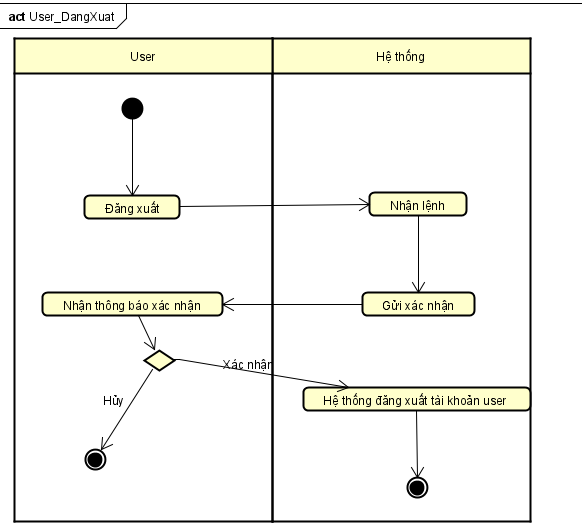 act User_DangXuat
User
Hệ thống
Đăng xuất
Nhận lệnh
Nhận thông báo xác nhận
Gửi xác nhận
Xác nhận
Hủy
Hệ thống đăng xuất tài khoản user